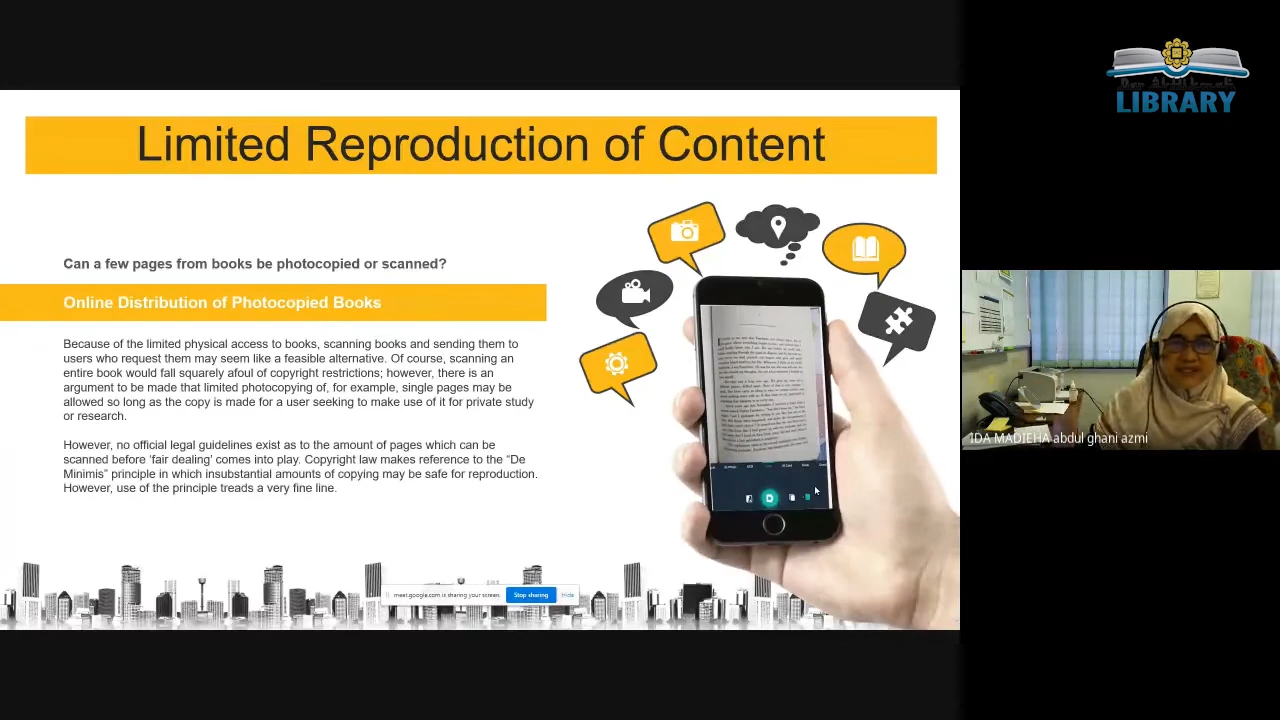 Limited Reproduction of Content
Can a few pages from books be photocopied or scanned?
Online Distribution of Photocopied Books
Because of the limited physical access to books, scanning books and sending them to
users who request them may seem like a feasible alternative. Of course, scanning an
book would fall squarely afoul of copyright restrictions; however, there is an
argument to be made that limited photocopying of, for example, single pages may be
allowed so long as the copy is made for a user seeking to make use of it for private study
or research.
However, no official legal guidelines exist as to the amount of pages which can be
scanned before ‘fair dealing’ comes into play. Copyright law makes reference to the “De
Minimis” principle in which insubstantial amounts of copying may be safe for reproduction.
However, use of the principle treads a very fine line.
meet.google.com is sharing your screen.
Stop sharing
Hide
LIBRARY
IDA MADIEHA abdul ghani azmi